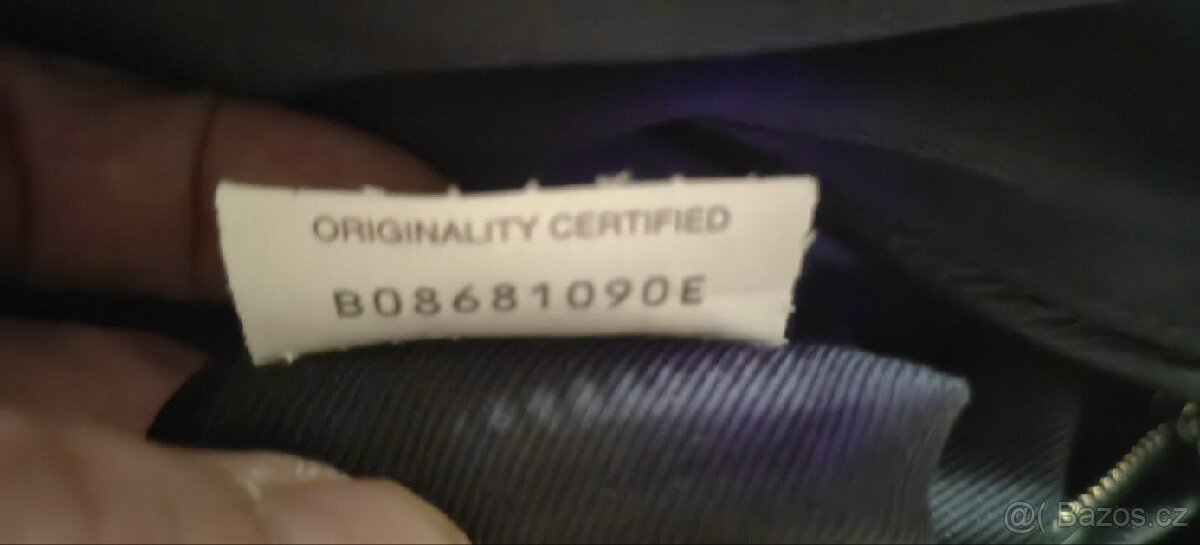 ORIGINALITY CERTIFIED
B08681090E
@( Bazos.cz